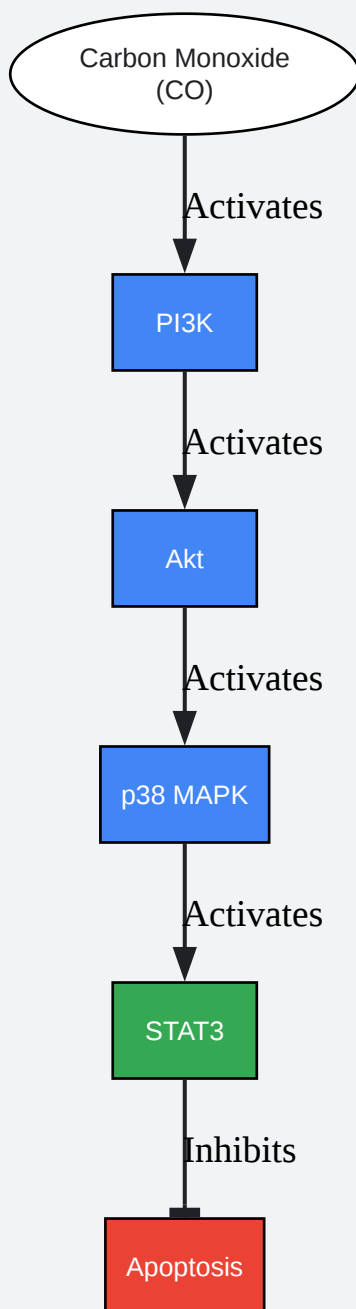 Carbon Monoxide
(CO)
Activates
PI3K
Activates
Akt
Activates
p38 MAPK
Activates
STAT3
Inhibits
Apoptosis